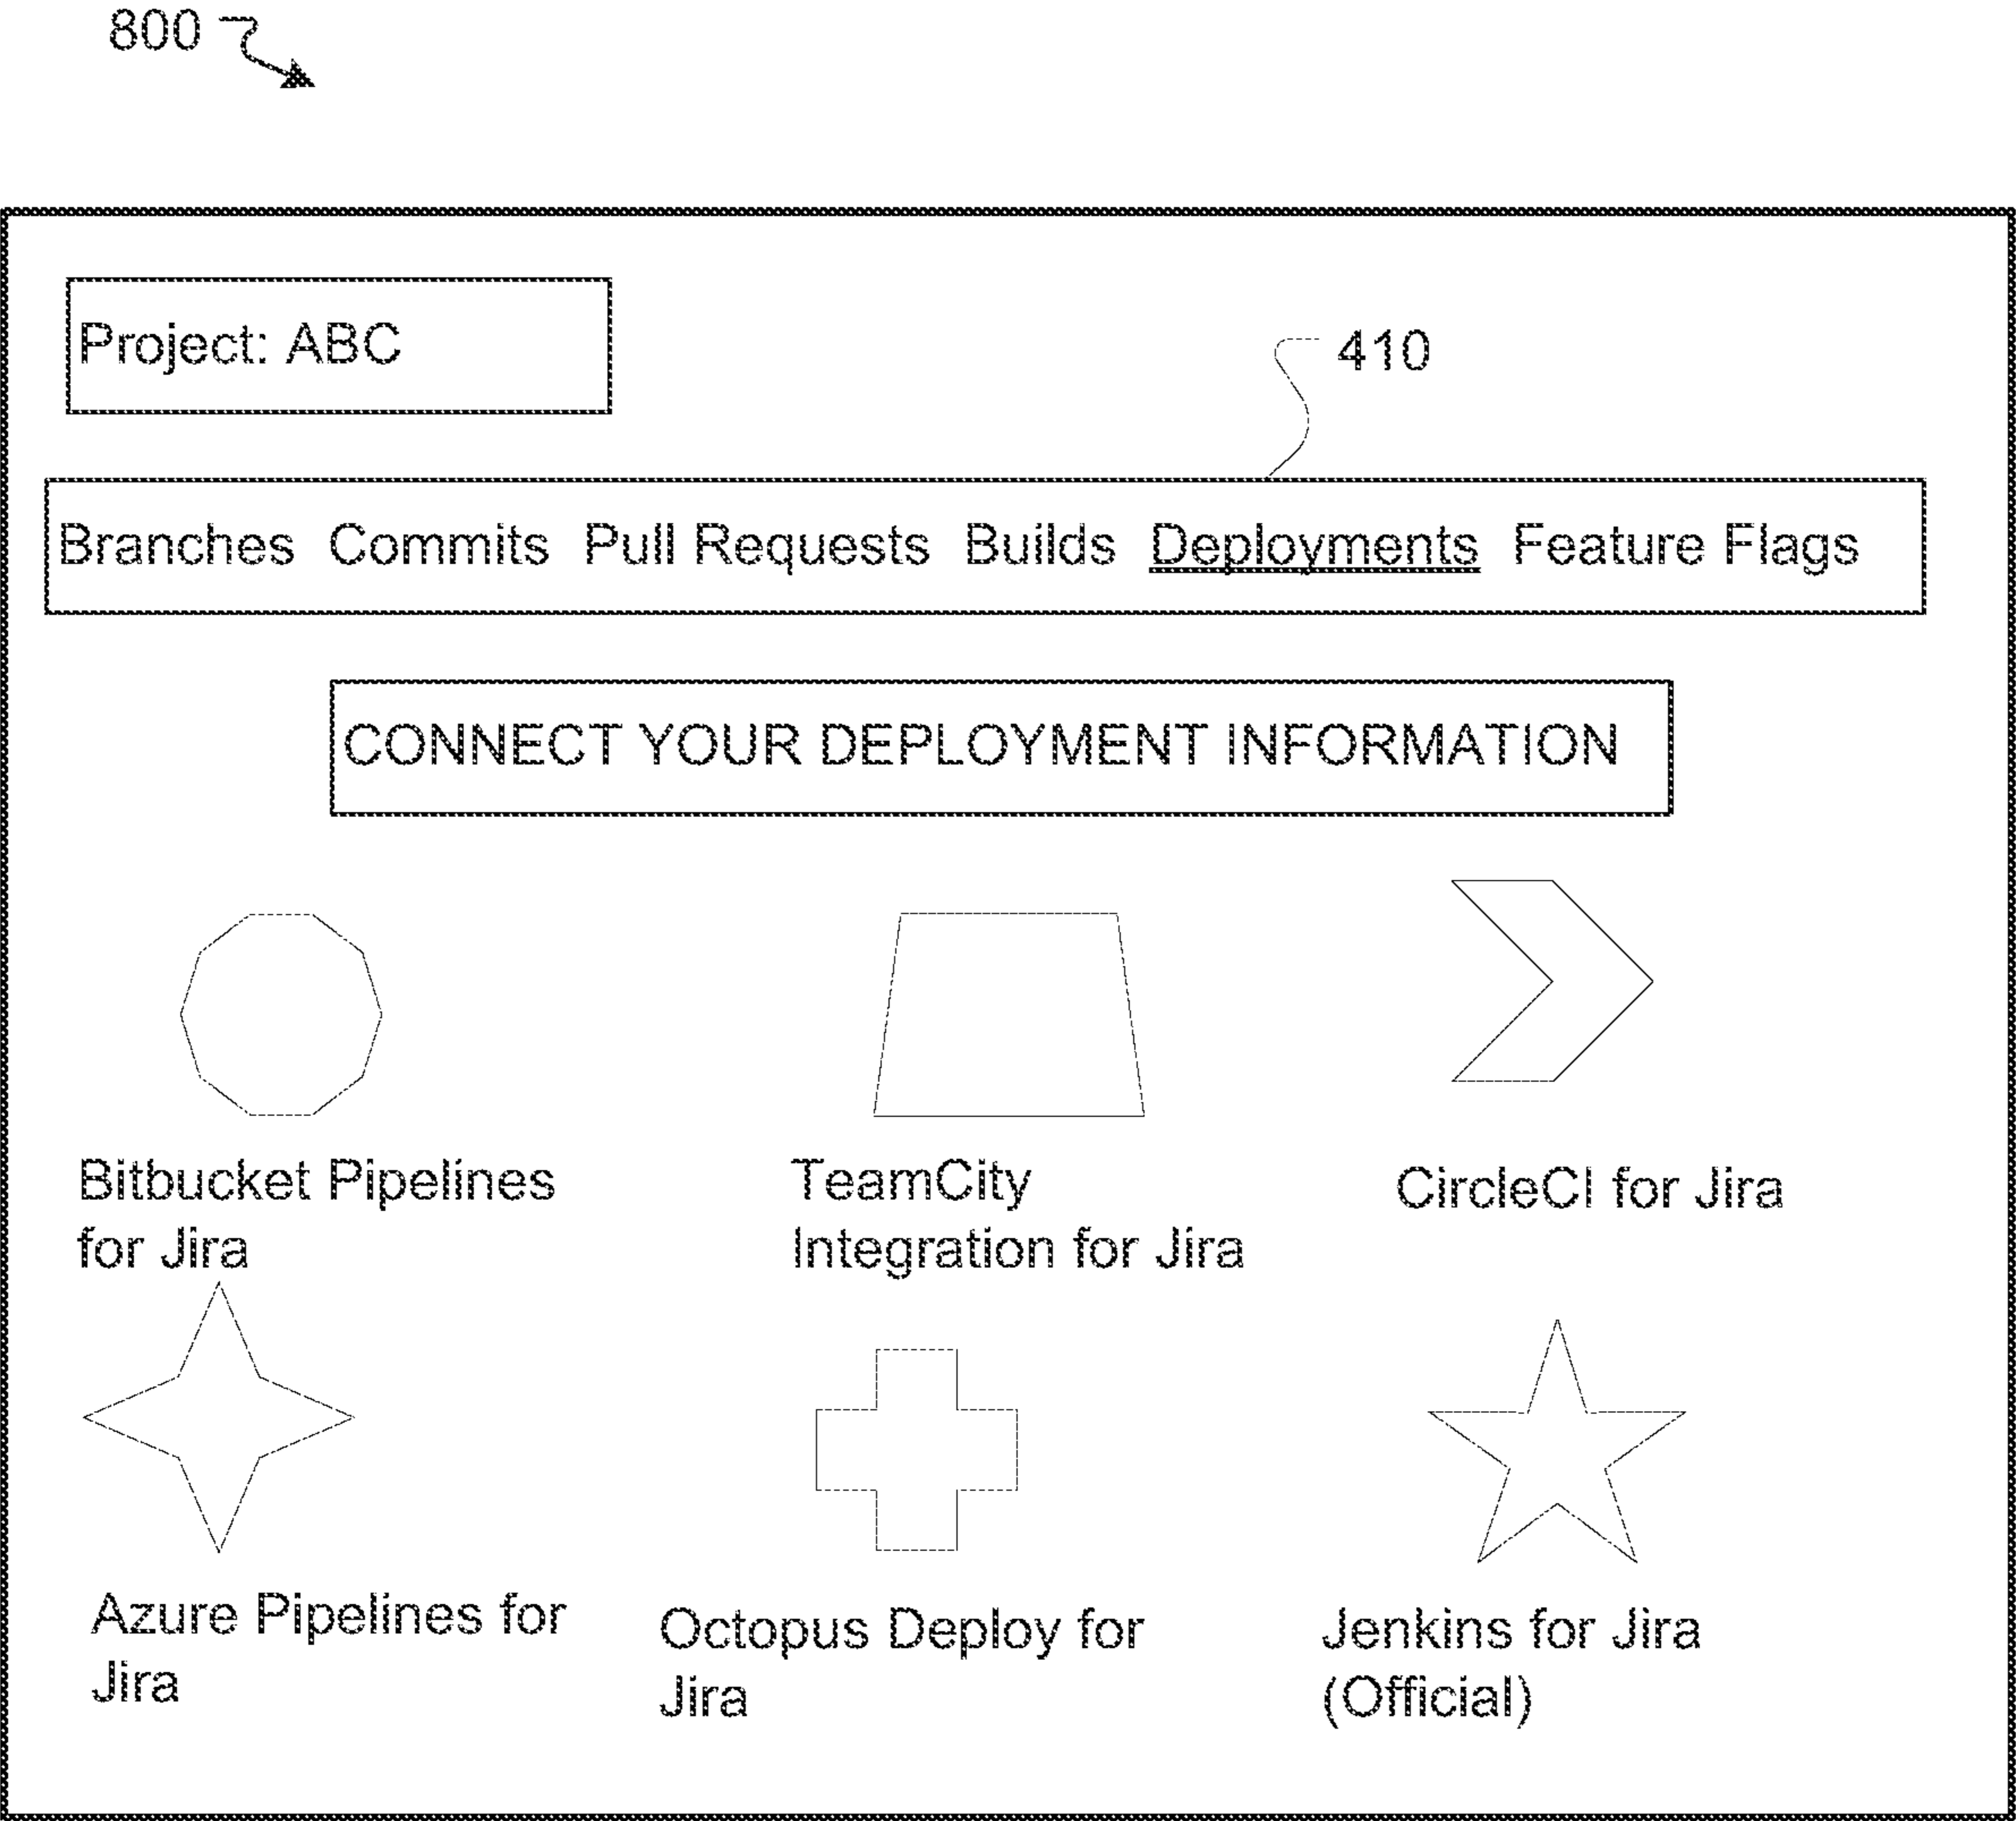 800
Project: ABC
410
Branches Commits Pull Requests Builds Deployments Feature Flags
CONNECT YOUR DEPLOYMENT INFORMATION
Bitbucket Pipelines
for Jira
TeamCity
Integration for Jira
CircleCI for Jira
Azure Pipelines for
Jira
Octopus Deploy for
Jira
Jenkins for Jira
(Official)